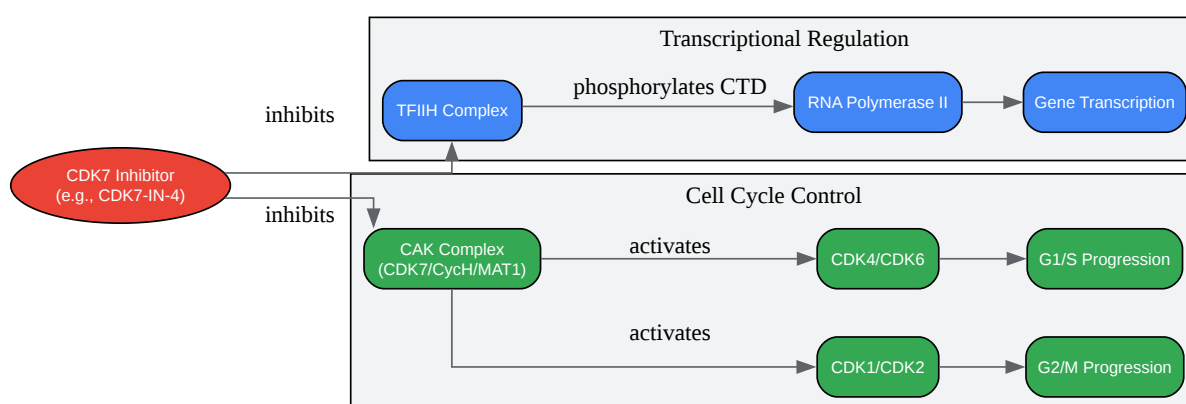 Transcriptional Regulation
inhibits
TFIIH Complex
phosphorylates CTD
RNA Polymerase II
Gene Transcription
CDK7 Inhibitor
(e.g., CDK7-IN-4)
inhibits
Cell Cycle Control
CAK Complex
(CDK7/CycH/MAT1)
activates
CDK4/CDK6
G1/S Progression
activates
CDK1/CDK2
G2/M Progression